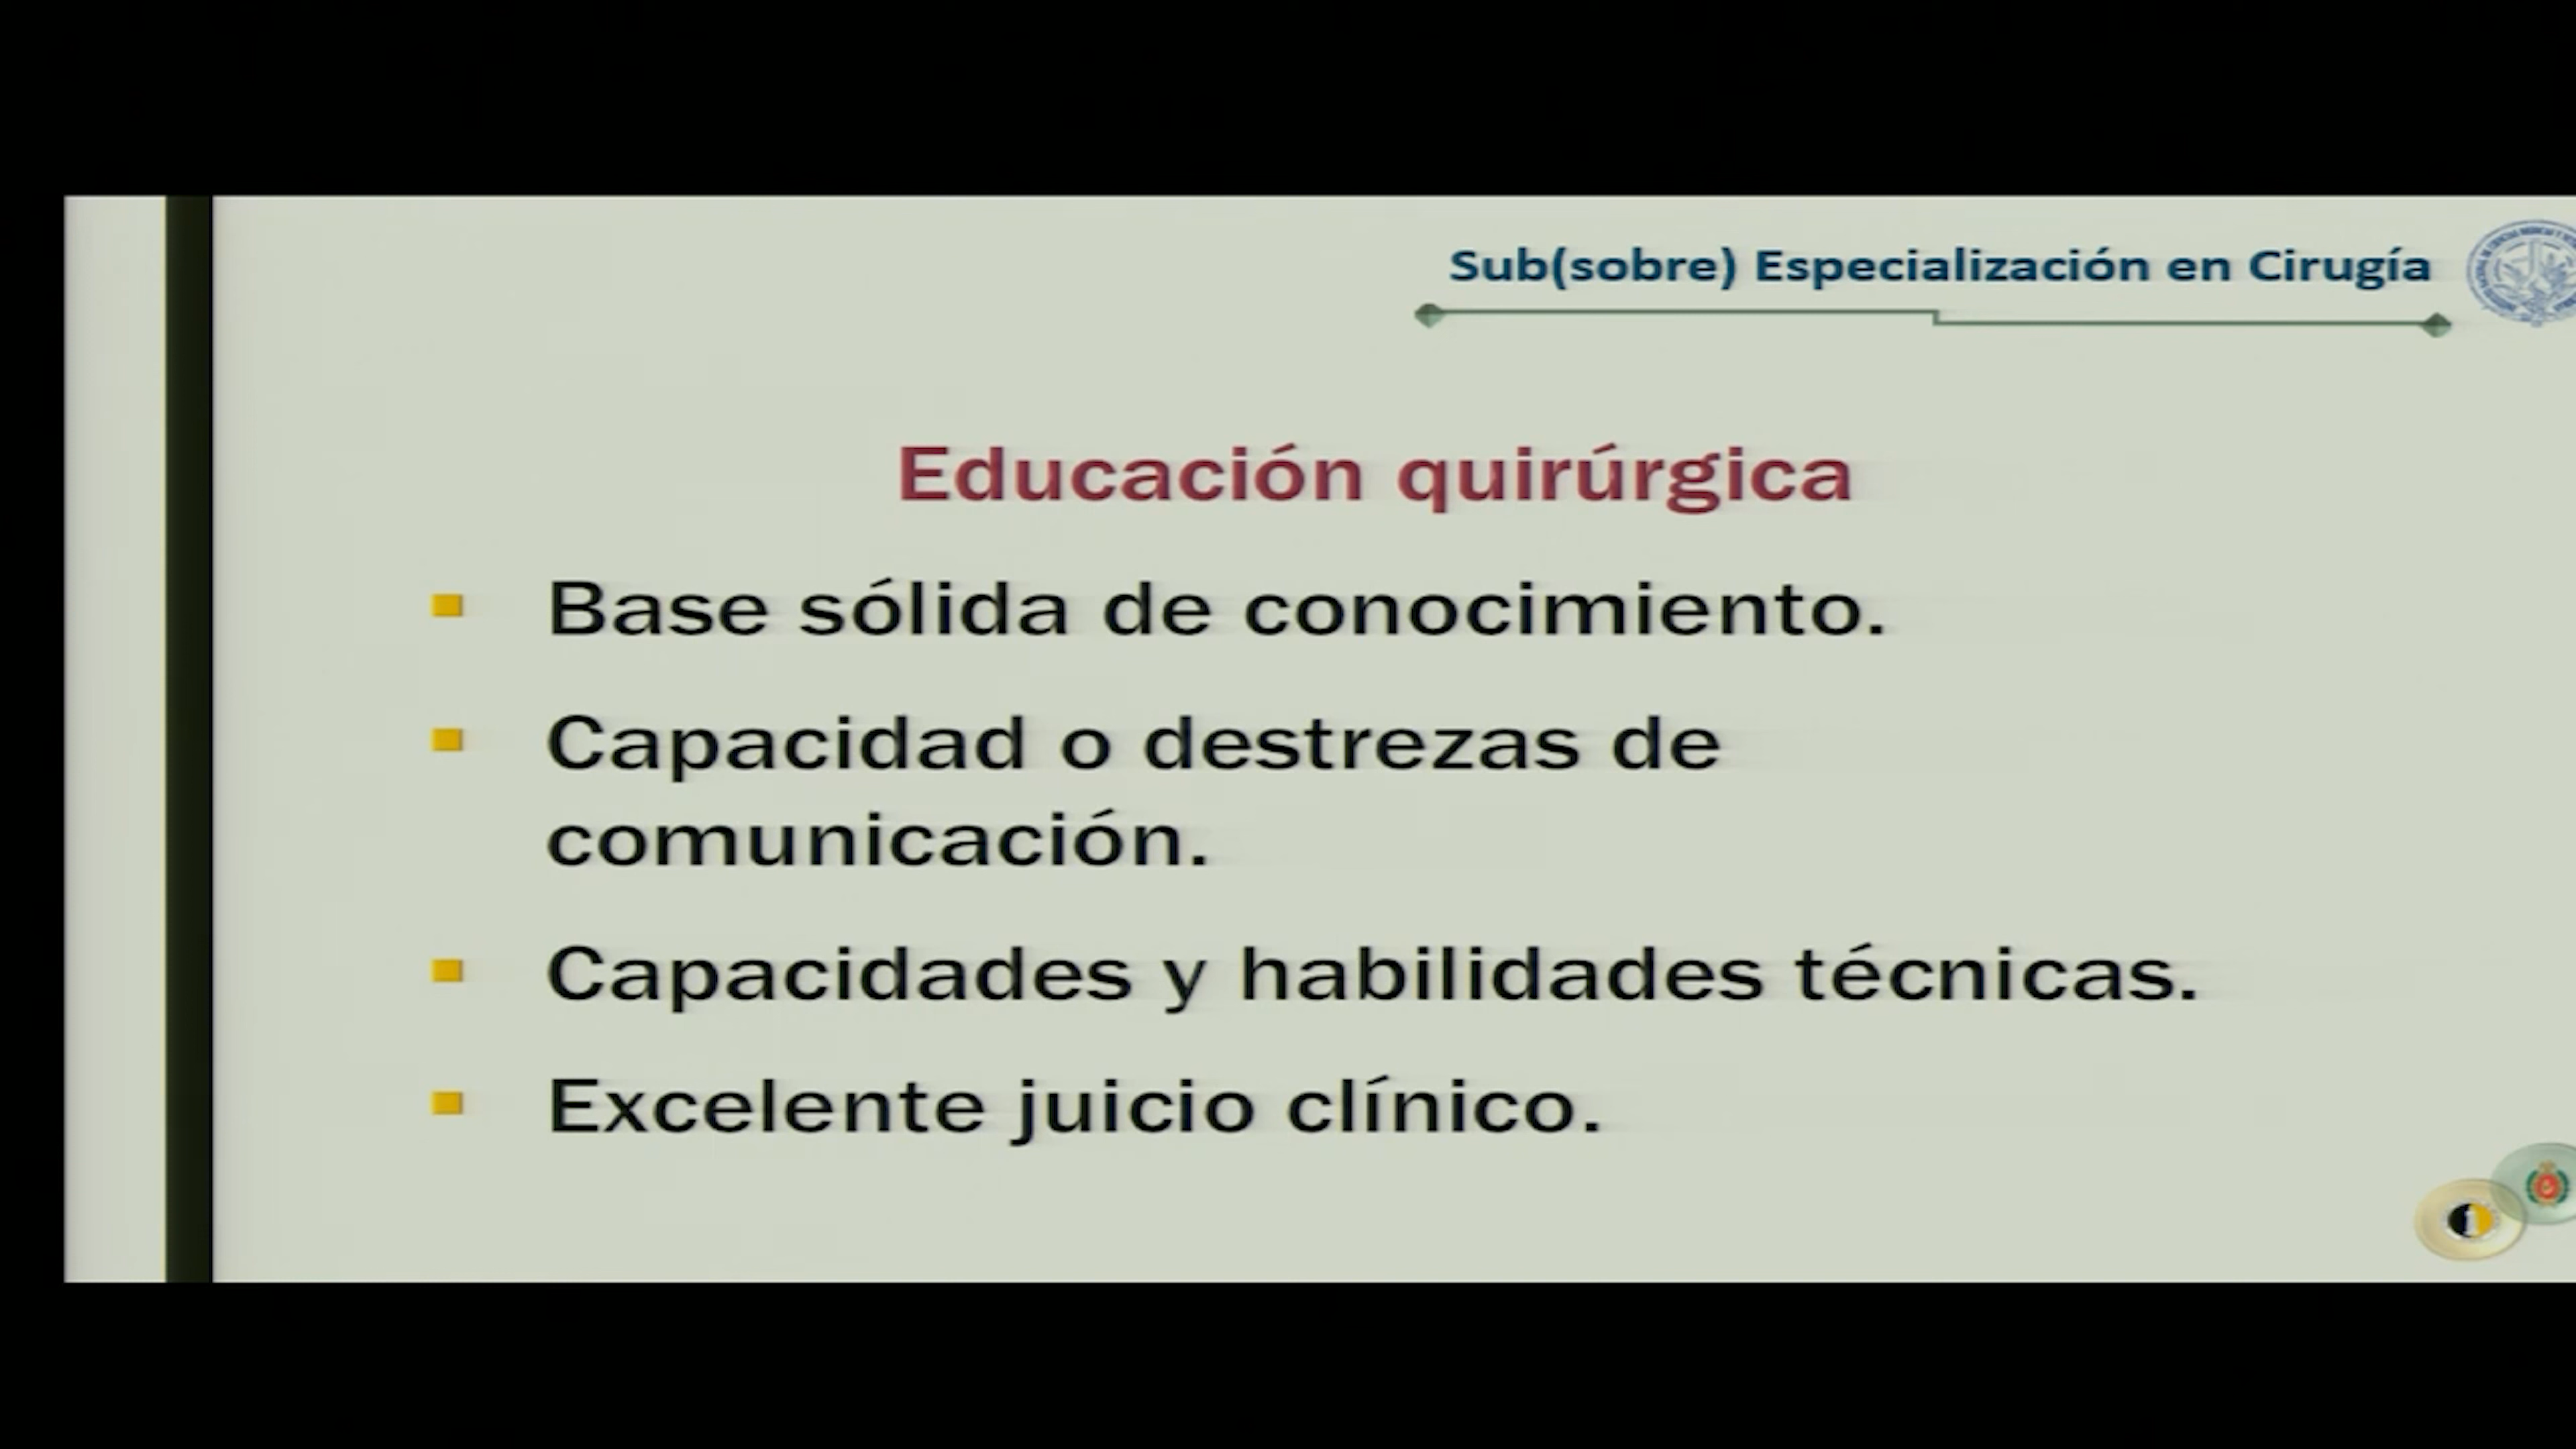 Sub(sobre) Especialización en Cirugía
Educación quirúrgica
Base sólida de conocimiento.
Capacidad o destrezas de
comunicación.
Capacidades y habilidades técnicas.
Excelente juicio clínico.